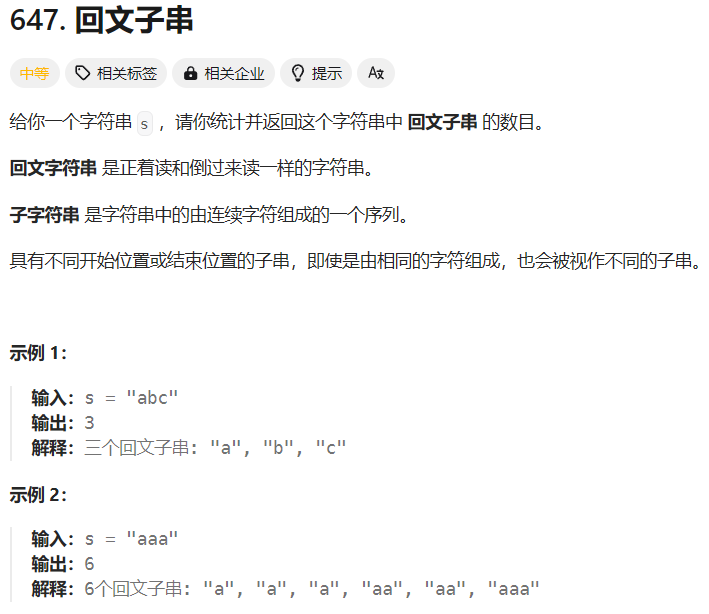 647. 回文子串
中等 相关标签 相关企业 提示 A文
给你一个字符串 s ，请你统计并返回这个字符串中 回文子串 的数目。
回文字符串 是正着读和倒过来读一样的字符串。
子字符串 是字符串中的由连续字符组成的一个序列。
具有不同开始位置或结束位置的子串，即使是由相同的字符组成，也会被视作不同的子串。
示例 1：
输入：s = "abc"
输出：3
解释：三个回文子串: "a", "b", "c"
示例 2：
输入：s = "aaa"
输出：6
解释：6个回文子串: "a", "a", "a", "aa", "aa", "aaa"